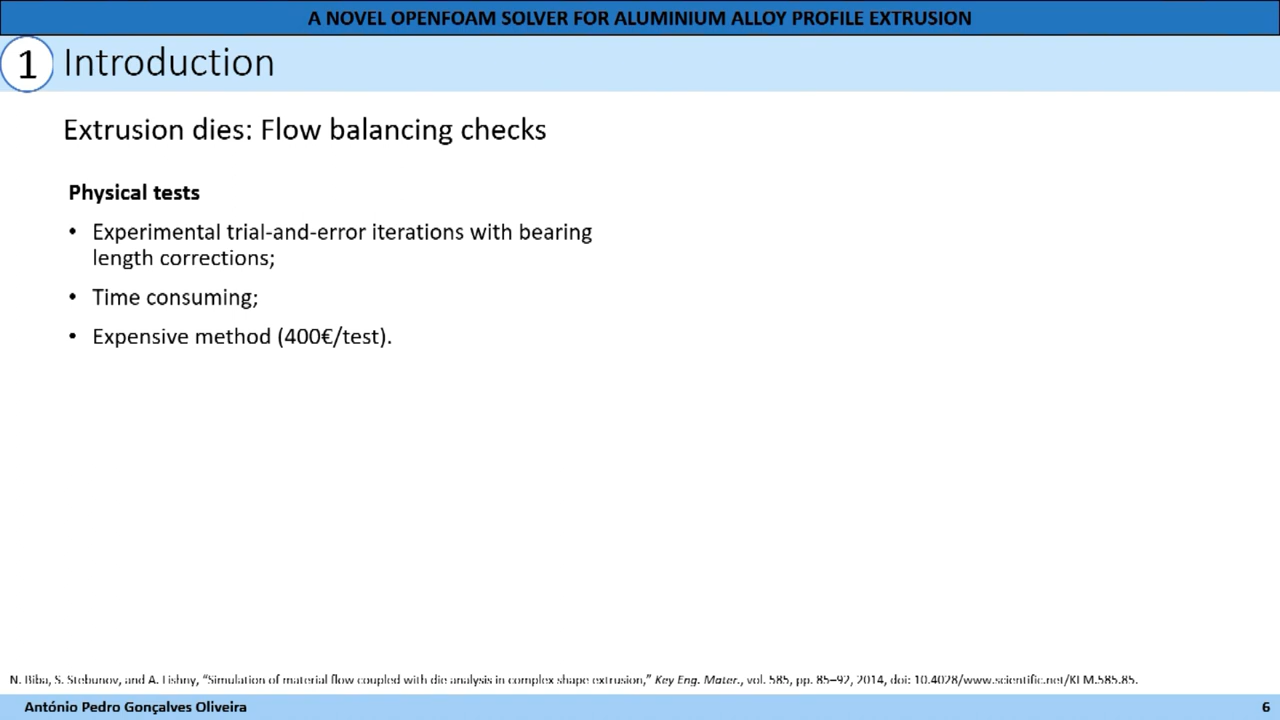 A NOVEL OPENFOAM SOLVER FOR ALUMINIUM ALLOY PROFILE EXTRUSION
1 Introduction
Extrusion dies: Flow balancing checks
Physical tests
• Experimental trial-and-error iterations with bearing
length corrections;
• Time consuming;
• Expensive method (400€/test).
N. Biba, S. Stebunov, and A. Lishny, “Simulation of material flow coupled with die analysis in complex shape extrusion,” Key Eng. Mater., vol. 585, pp. 85–92, 2014, doi: 10.4028/www.scientific.net/KEM.585.85.
António Pedro Gonçalves Oliveira
6